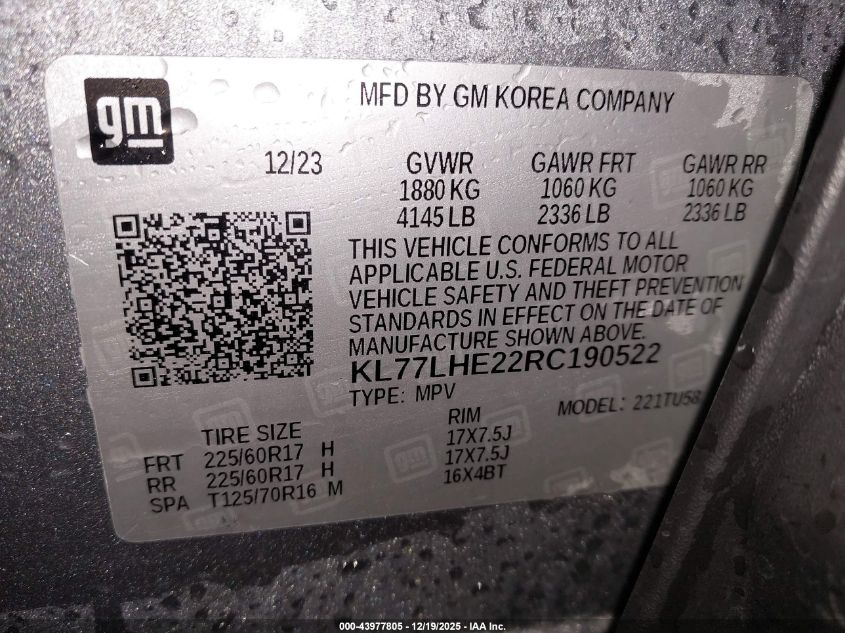 gm
MFD BY GM KOREA COMPANY
12/23 GVWR GAWR FRT GAWR RR
1880 KG 1060 KG 1060 KG
4145 LB 2336 LB 2336 LB
THIS VEHICLE CONFORMS TO ALL
APPLICABLE U.S. FEDERAL MOTOR
VEHICLE SAFETY AND THEFT PREVENTION
STANDARDS IN EFFECT ON THE DATE OF
MANUFACTURE SHOWN ABOVE.
KL77LHE22RC190522
TYPE: MPV MODEL: 221TU58
TIRE SIZE RIM
FRT 225/60R17 H 17X7.5J
RR 225/60R17 H 17X7.5J
SPA T125/70R16 M 16X4BT
000-43977805 - 12/19/2025 - IAA Inc.